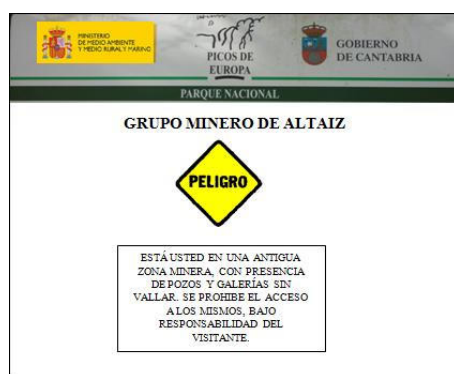 MINISTERIO
DE MEDIO AMBIENTE
Y MEDIO RURAL Y MARINO
PICOS DE
EUROPA
GOBIERNO
DE CANTABRIA
PARQUE NACIONAL
GRUPO MINERO DE ALTAIZ
PELIGRO
ESTÁ USTED EN UNA ANTIGUA
ZONA MINERA, CON PRESENCIA
DE POZOS Y GALERÍAS SIN
VALLAR. SE PROHIBE EL ACCESO
A LOS MISMOS, BAJO
RESPONSABILIDAD DEL
VISITANTE.